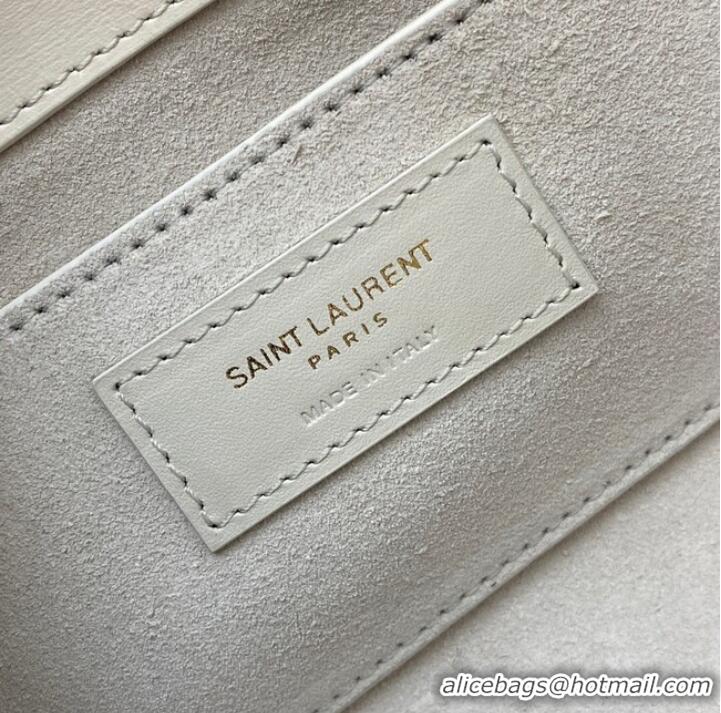 SAINT LAURENT
PARIS
MADE IN ITALY
alicebags@hotmail.com